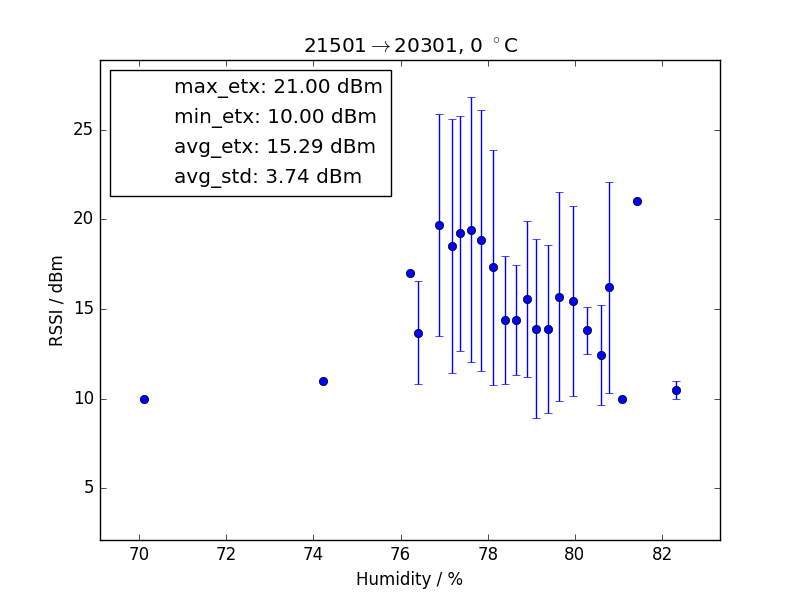 21501→20301, 0 °C
max_etx: 21.00 dBm
min_etx: 10.00 dBm
avg_etx: 15.29 dBm
avg_std: 3.74 dBm
RSSI / dBm
25
20
15
10
5
70 72 74 76 78 80 82
Humidity / %